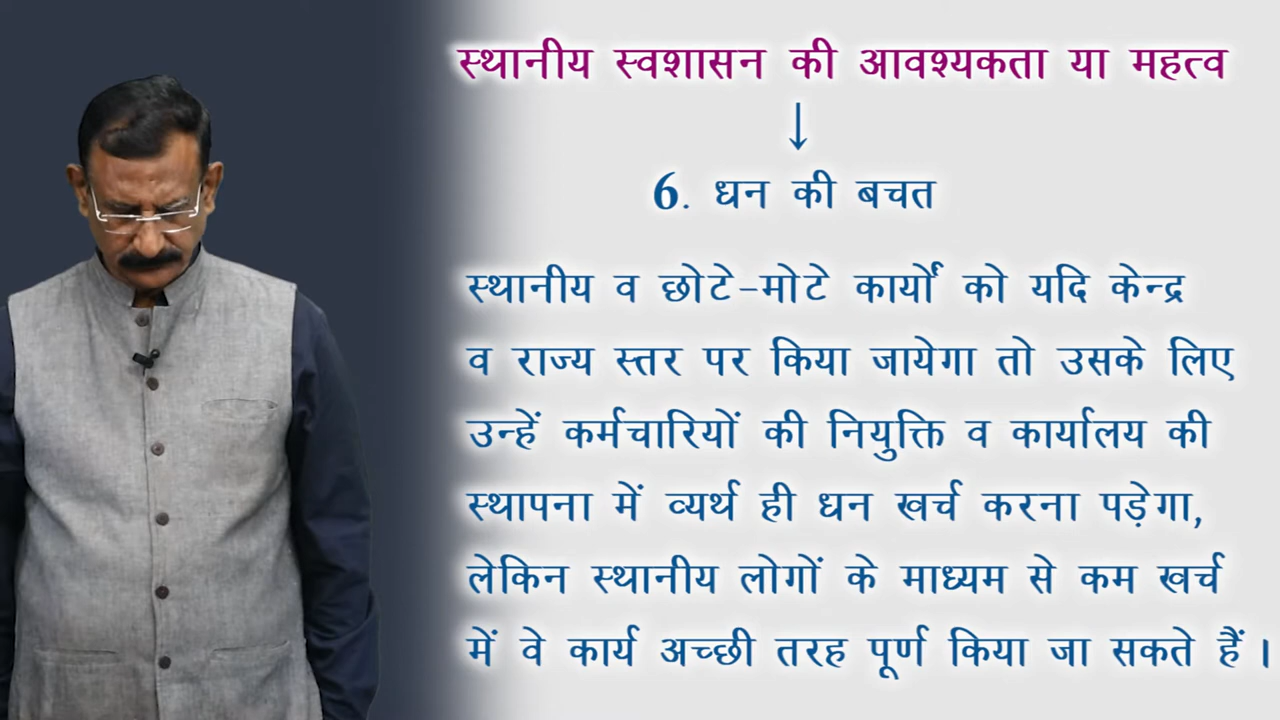 स्थानीय स्वशासन की आवश्यकता या महत्व
↓
6. धन की बचत
स्थानीय व छोटे-मोटे कार्यों को यदि केन्द्र
व राज्य स्तर पर किया जायेगा तो उसके लिए
उन्हें कर्मचारियों की नियुक्ति व कार्यालय की
स्थापना में व्यर्थ ही धन खर्च करना पड़ेगा,
लेकिन स्थानीय लोगों के माध्यम से कम खर्च
में वे कार्य अच्छी तरह पूर्ण किया जा सकते हैं।